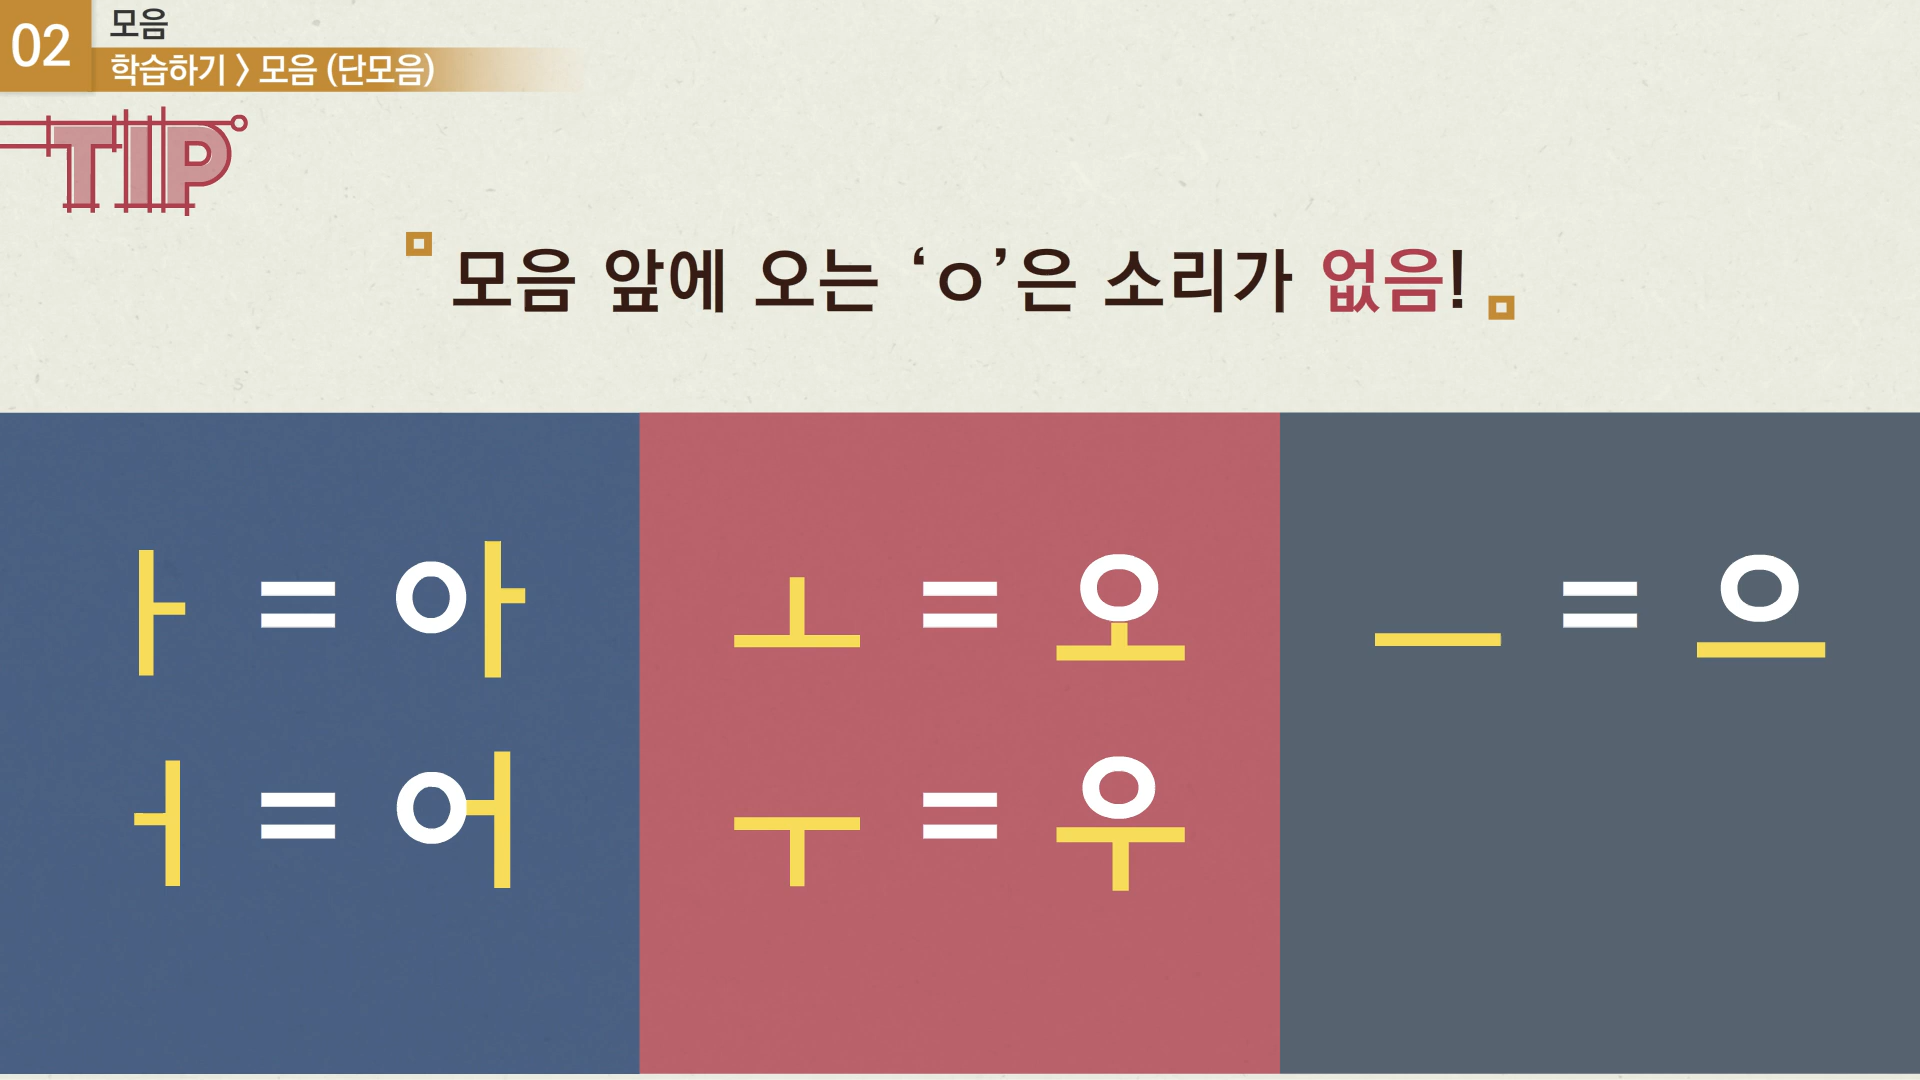 02
모음
학습하기 > 모음 (단모음)
TIP
모음 앞에 오는 ‘ㅇ’은 소리가 없음!
ㅏ = 아
ㅓ = 어
ㅗ = 오
ㅜ = 우
ㅡ = 으